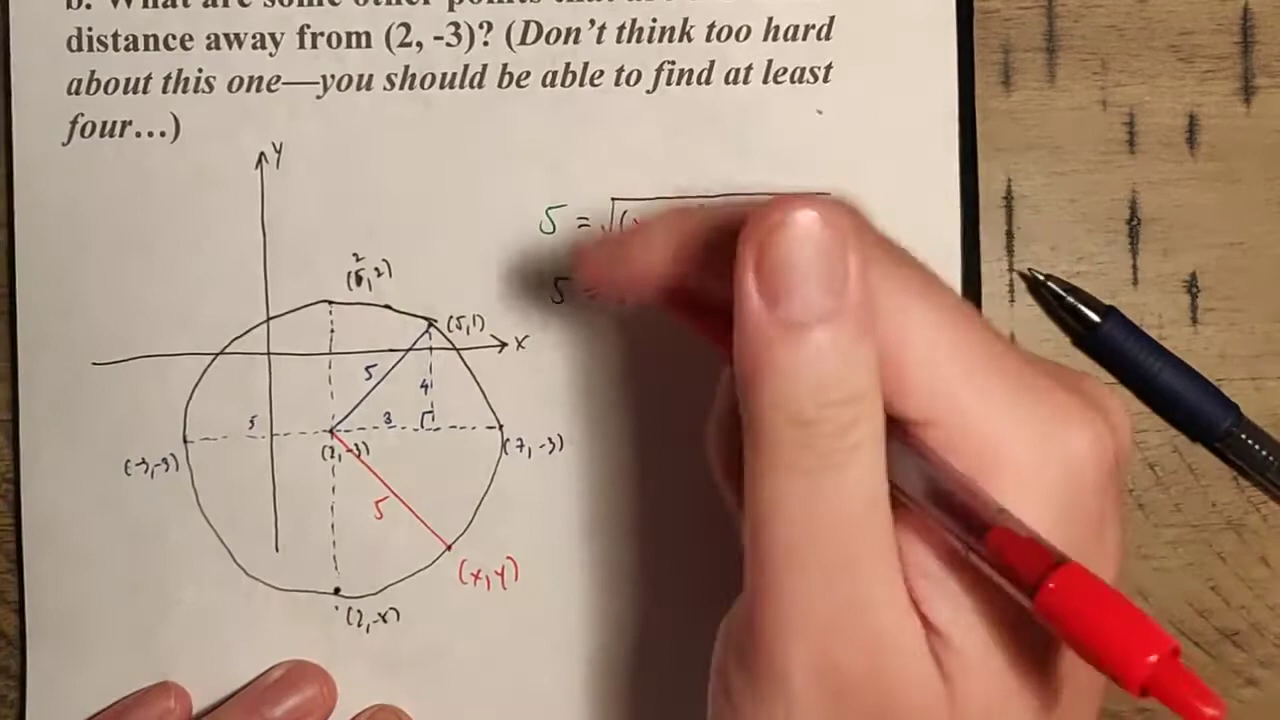 distance away from (2, -3)? (Don't think too hard
about this one—you should be able to find at least
four…)
Y
2
(5,2)
5 = √(x
(5,1)
5
X
5
4
5
3
(2,-3)
(7,-3)
(-3,-3)
5
(x,y)